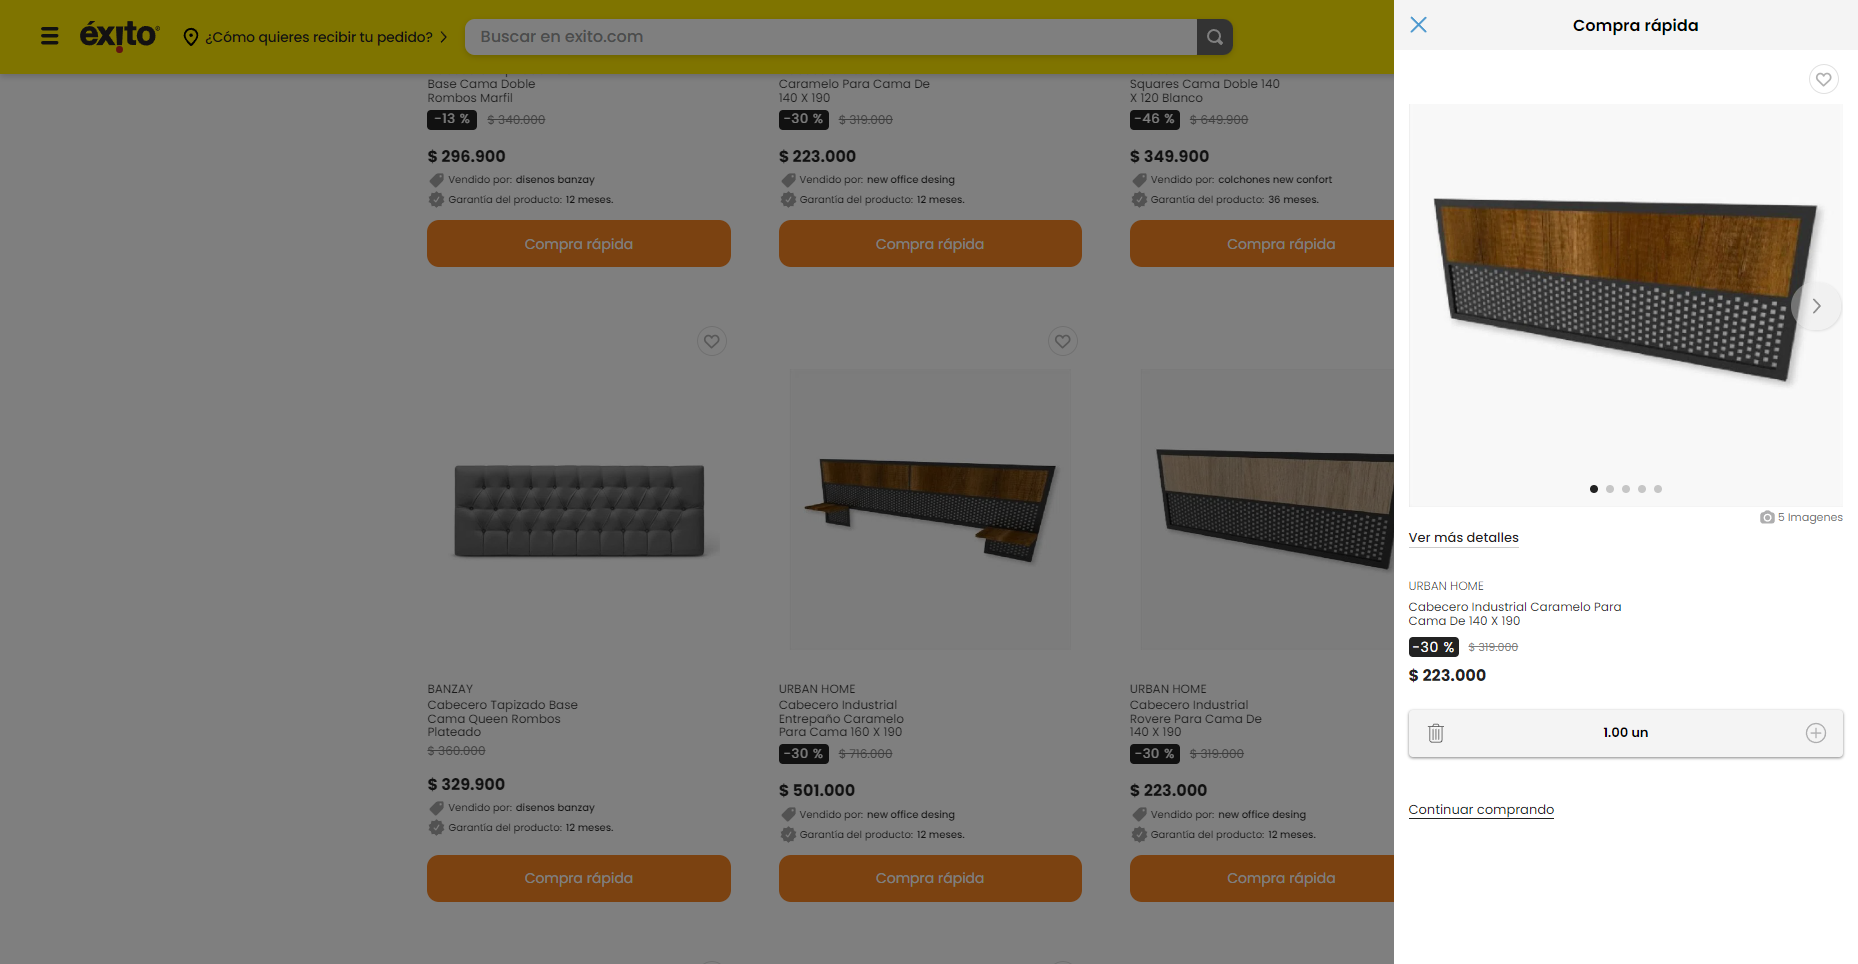 éxito
¿Cómo quieres recibir tu pedido?
Buscar en exito.com
Base Cama Doble
Rombos Marfil
-13 % $ 340.000
$ 296.900
Vendido por: disenos banzay
Garantía del producto: 12 meses.
Compra rápida
Caramelo Para Cama De
140 X 190
-30 % $ 319.000
$ 223.000
Vendido por: new office desing
Garantía del producto: 12 meses.
Compra rápida
Squares Cama Doble 140
X 120 Blanco
-46 % $ 649.900
$ 349.900
Vendido por: colchones new confort
Garantía del producto: 36 meses.
Compra rápida
BANZAY
Cabecero Tapizado Base
Cama Queen Rombos
Plateado
$ 360.000
$ 329.900
Vendido por: disenos banzay
Garantía del producto: 12 meses.
Compra rápida
URBAN HOME
Cabecero Industrial
Entrepaño Caramelo
Para Cama 160 X 190
-30 % $ 716.000
$ 501.000
Vendido por: new office desing
Garantía del producto: 12 meses.
Compra rápida
URBAN HOME
Cabecero Industrial
Rovere Para Cama De
140 X 190
-30 % $ 319.000
$ 223.000
Vendido por: new office desing
Garantía del producto: 12 meses.
Compra rápida
Compra rápida
5 Imagenes
Ver más detalles
URBAN HOME
Cabecero Industrial Caramelo Para
Cama De 140 X 190
-30 % $ 319.000
$ 223.000
1.00 un
Continuar comprando